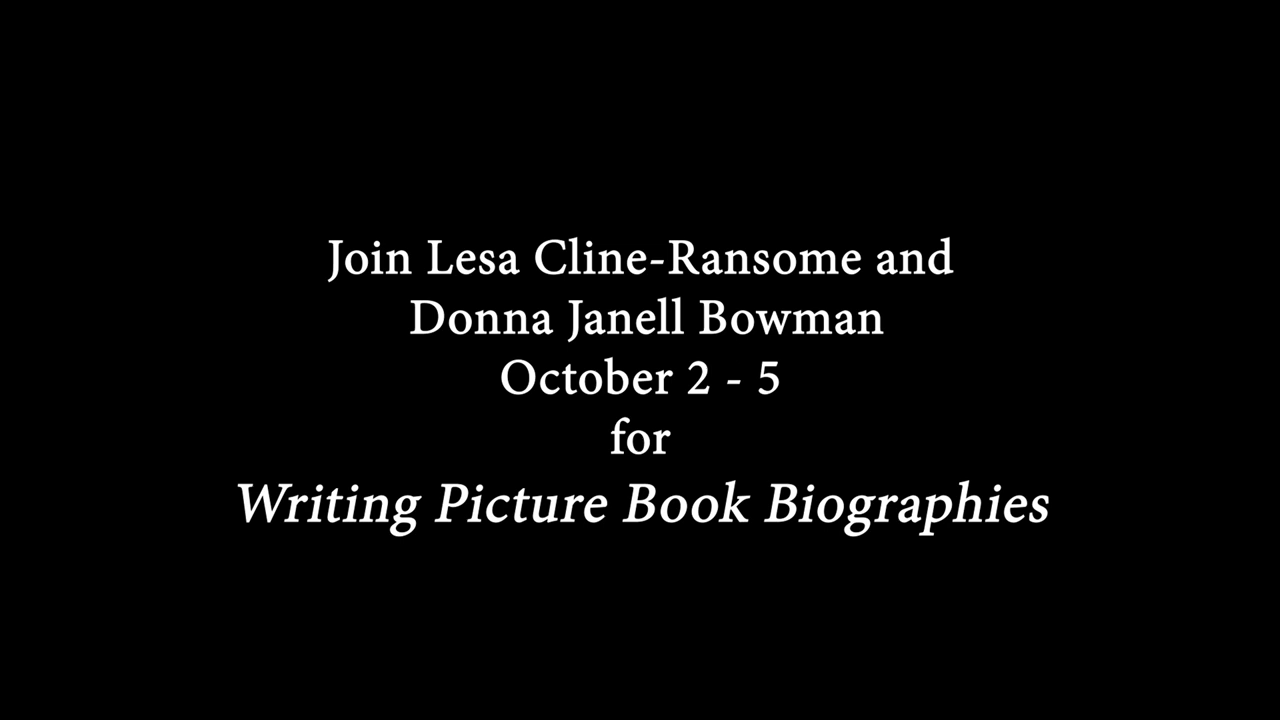 Join Lesa Cline-Ransome and
Donna Janell Bowman
October 2 - 5
for
Writing Picture Book Biographies